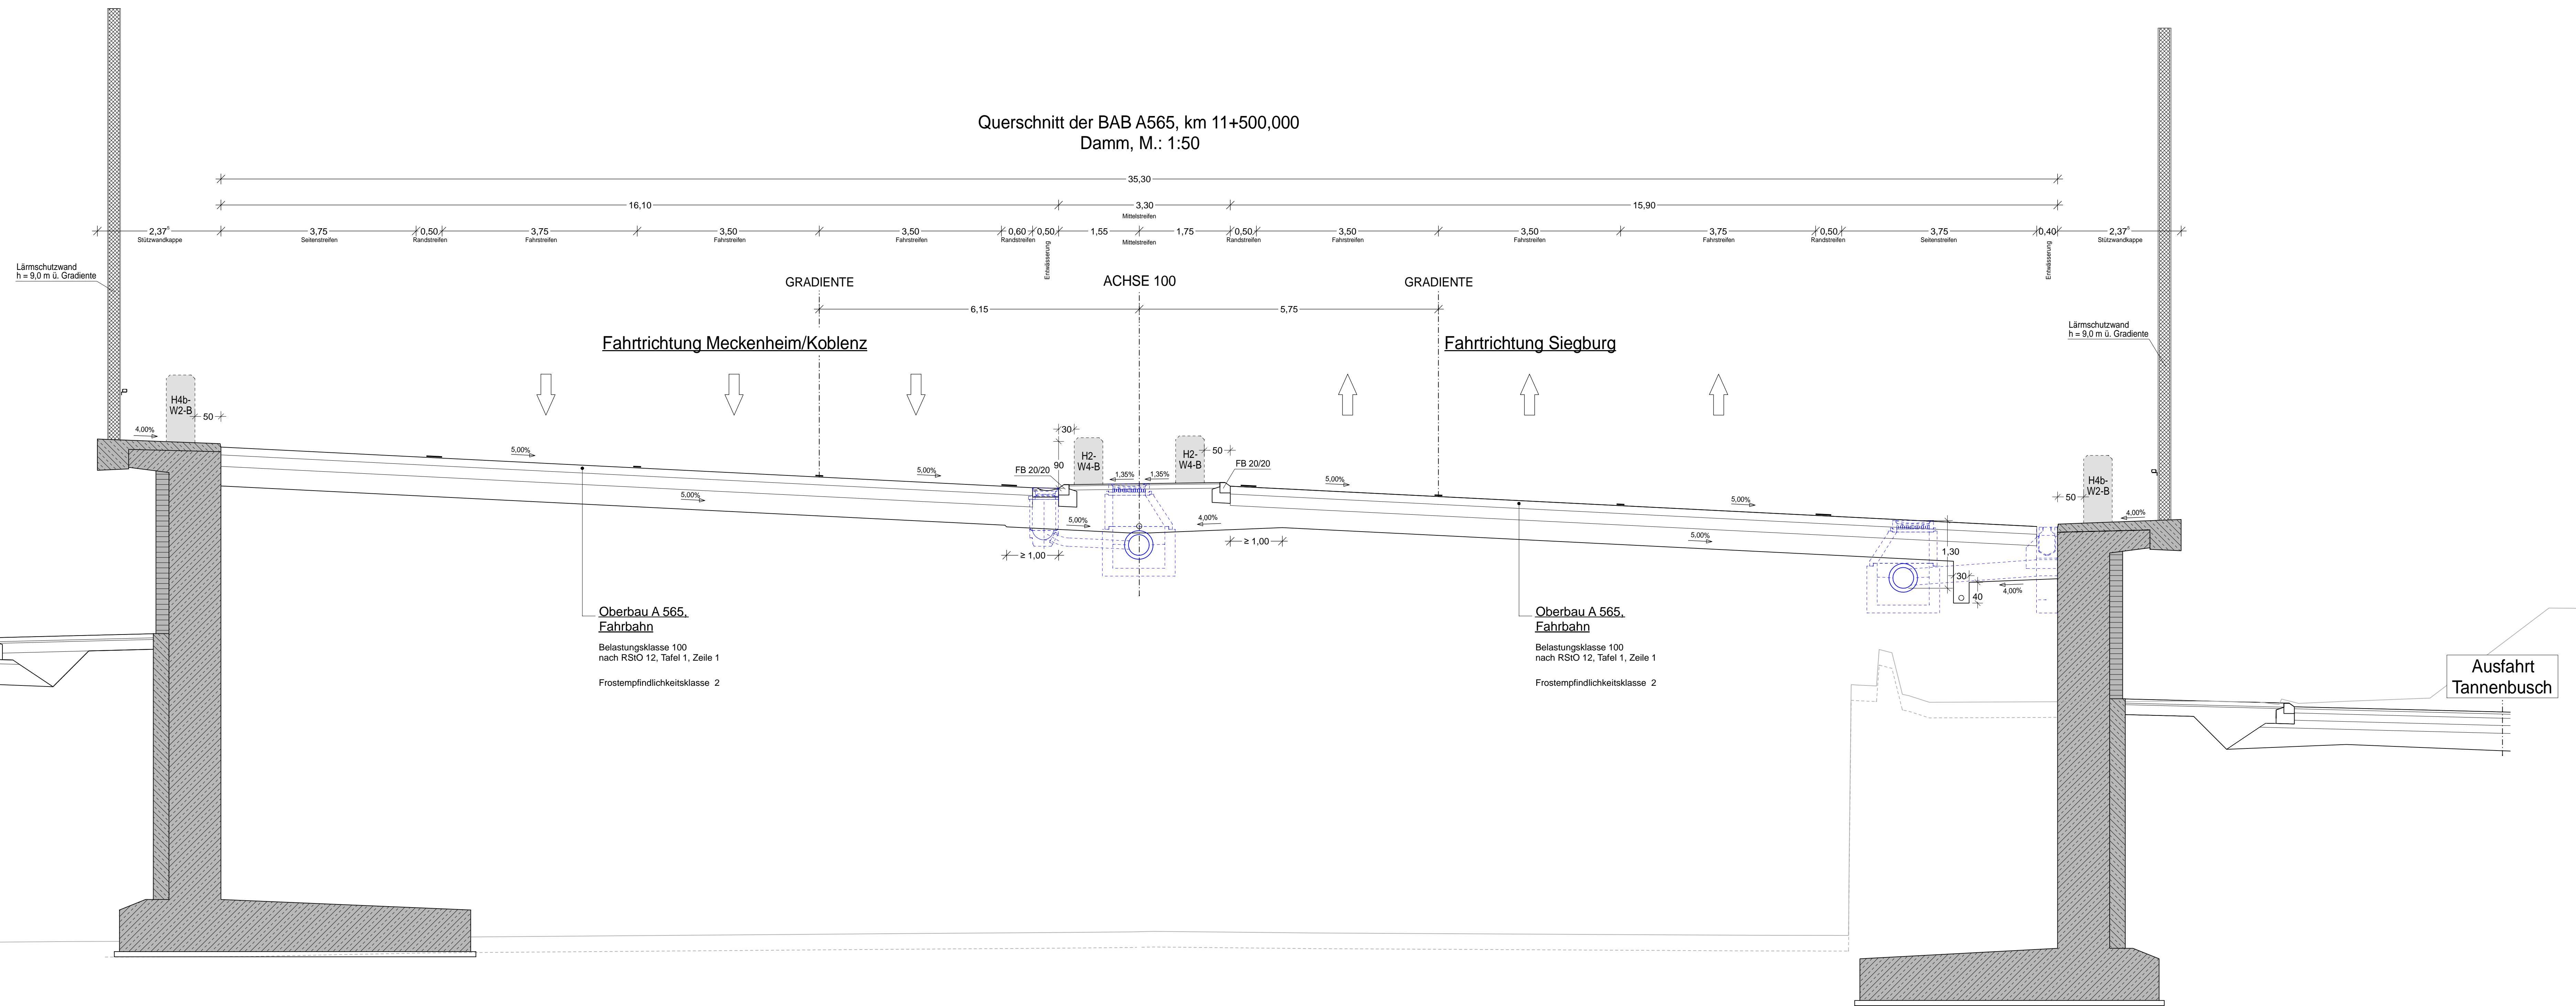 Querschnitt der BAB A565, km 11+500,000
Damm, M.: 1:50
35,30
16,10
3,30
Mittelstreifen
15,90
2,37⁵
Stützwandkappe
3,75
Seitenstreifen
0,50
Randstreifen
3,75
Fahrstreifen
3,50
Fahrstreifen
3,50
Fahrstreifen
0,60
Randstreifen
0,50
Entwässerung
1,55
Mittelstreifen
1,75
0,50
Randstreifen
3,50
Fahrstreifen
3,50
Fahrstreifen
3,75
Fahrstreifen
0,50
Randstreifen
3,75
Seitenstreifen
0,40
Entwässerung
2,37⁵
Stützwandkappe
Lärmschutzwand
h = 9,0 m ü. Gradiente
GRADIENTE
ACHSE 100
GRADIENTE
6,15
5,75
Lärmschutzwand
h = 9,0 m ü. Gradiente
Fahrtrichtung Meckenheim/Koblenz
Fahrtrichtung Siegburg
H4b-
W2-B
50
4,00%
5,00%
5,00%
5,00%
30
90
FB 20/20
H2-
W4-B
1,35%
1,35%
H2-
W4-B
50
FB 20/20
5,00%
4,00%
≥ 1,00
≥ 1,00
5,00%
5,00%
5,00%
1,30
30
40
4,00%
50
H4b-
W2-B
4,00%
Oberbau A 565,
Fahrbahn
Belastungsklasse 100
nach RStO 12, Tafel 1, Zeile 1
Frostempfindlichkeitsklasse 2
Oberbau A 565,
Fahrbahn
Belastungsklasse 100
nach RStO 12, Tafel 1, Zeile 1
Frostempfindlichkeitsklasse 2
Ausfahrt
Tannenbusch